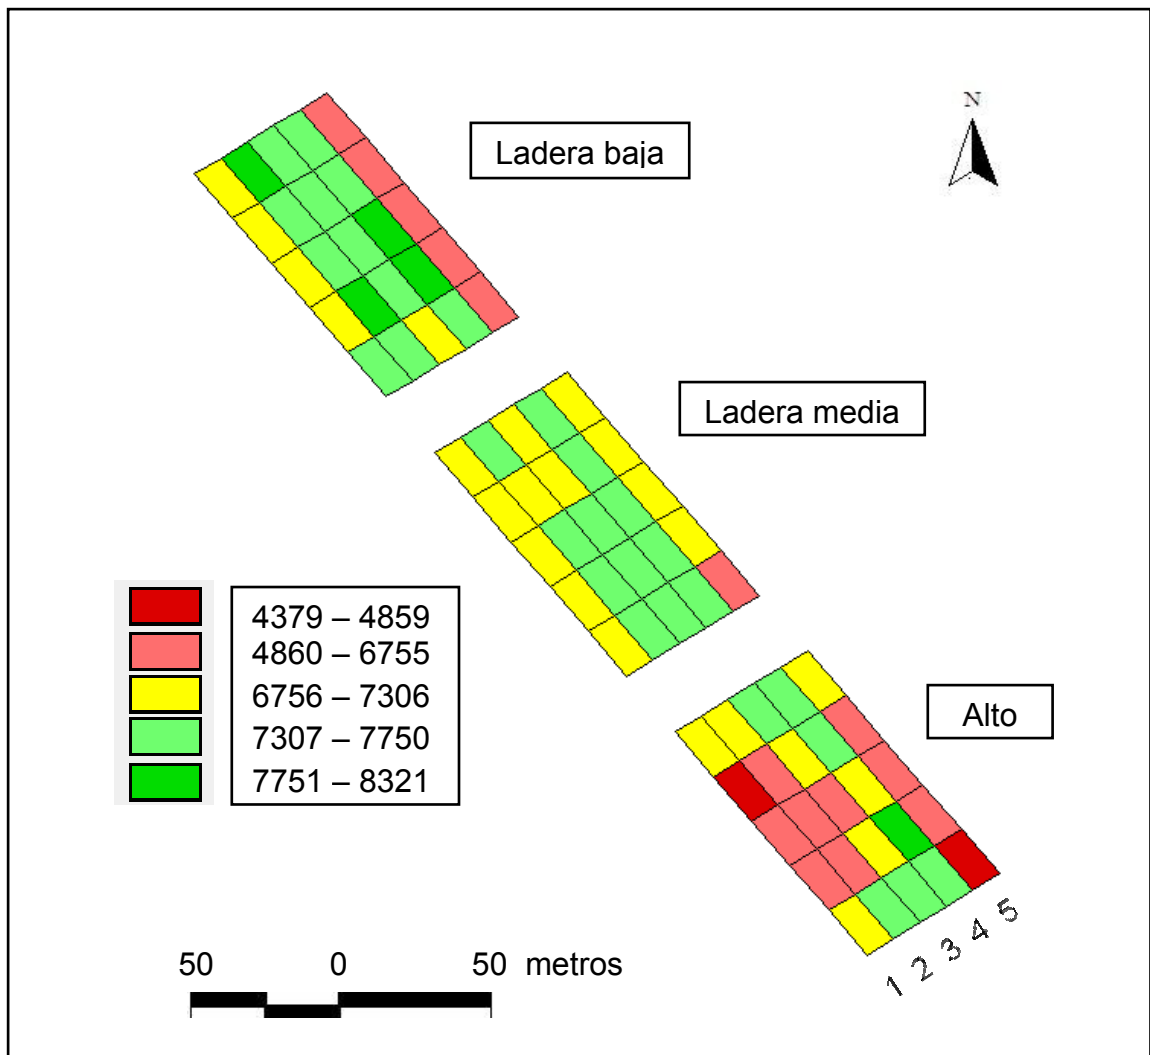 N
Ladera baja
Ladera media
4379 – 4859
4860 – 6755
6756 – 7306
7307 – 7750
7751 – 8321
Alto
50 0 50 metros
1 2 3 4 5